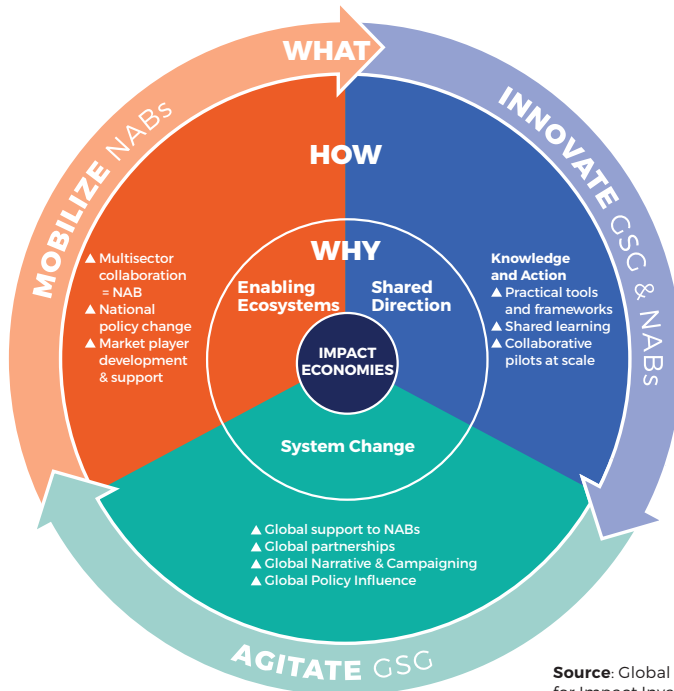 WHAT
HOW
WHY
MOBILIZE NABs
INNOVATE GSG & NABs
▲ Multisector
collaboration
= NAB
▲ National
policy change
▲ Market player
development
& support
Enabling
Ecosystems
Shared
Direction
Knowledge
and Action
▲ Practical tools
and frameworks
▲ Shared learning
▲ Collaborative
pilots at scale
IMPACT
ECONOMIES
System Change
▲ Global support to NABs
▲ Global partnerships
▲ Global Narrative & Campaigning
▲ Global Policy Influence
AGITATE GSG
Source: Global
for Impact